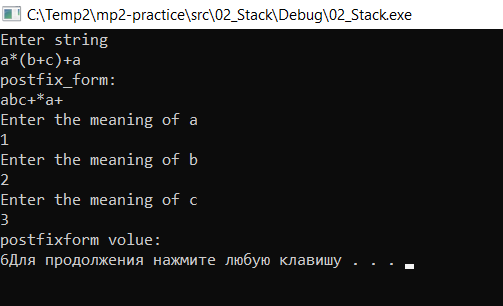 C:\Temp2\mp2-practice\src\02_Stack\Debug\02_Stack.exe
Enter string
a*(b+c)+a
postfix_form:
abc+*a+
Enter the meaning of a
1
Enter the meaning of b
2
Enter the meaning of c
3
postfixform volue:
6Для продолжения нажмите любую клавишу . . .